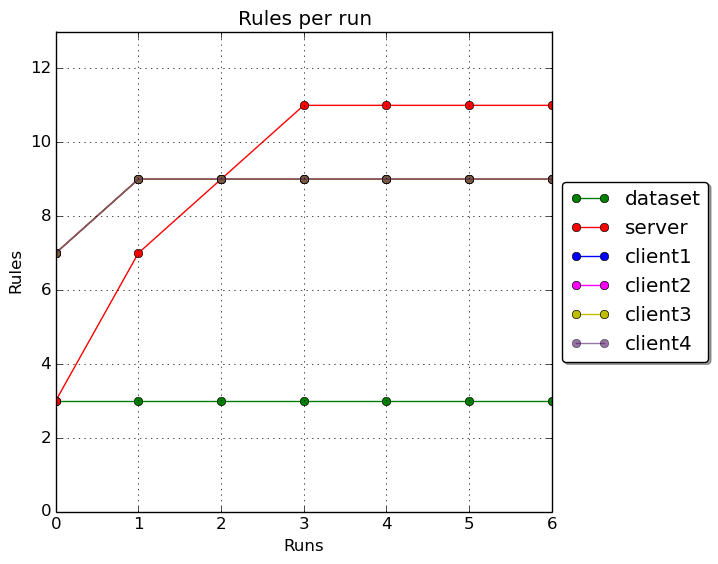 Rules per run
12
10
8
6
4
2
0
Rules
0 1 2 3 4 5 6
Runs
dataset
server
client1
client2
client3
client4